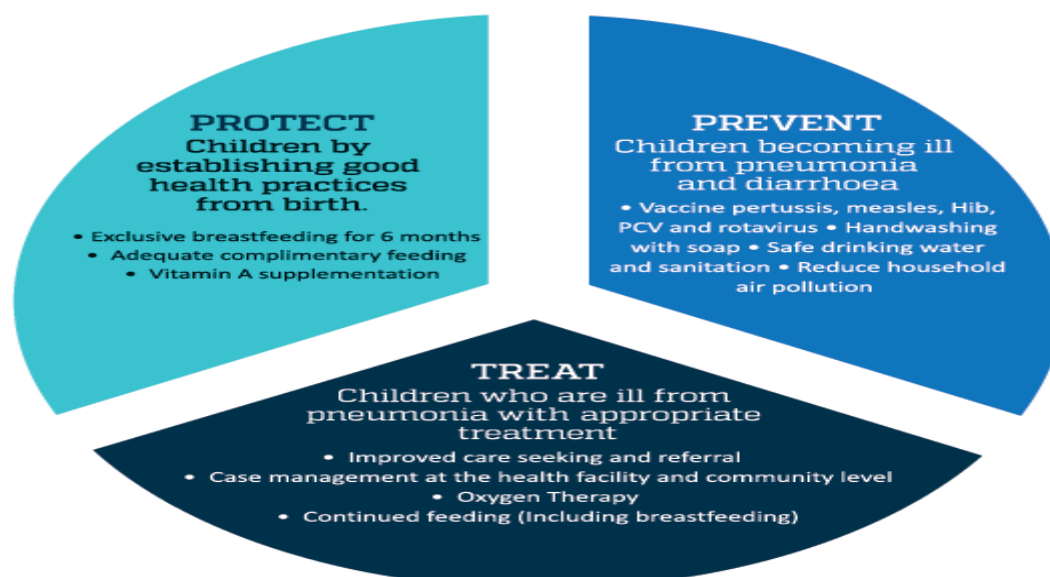 PROTECT
Children by
establishing good
health practices
from birth.
• Exclusive breastfeeding for 6 months
• Adequate complimentary feeding
• Vitamin A supplementation
PREVENT
Children becoming ill
from pneumonia
and diarrhoea
• Vaccine pertussis, measles, Hib,
PCV and rotavirus • Handwashing
with soap • Safe drinking water
and sanitation • Reduce household
air pollution
TREAT
Children who are ill from
pneumonia with appropriate
treatment
• Improved care seeking and referral
• Case management at the health facility and community level
• Oxygen Therapy
• Continued feeding (Including breastfeeding)